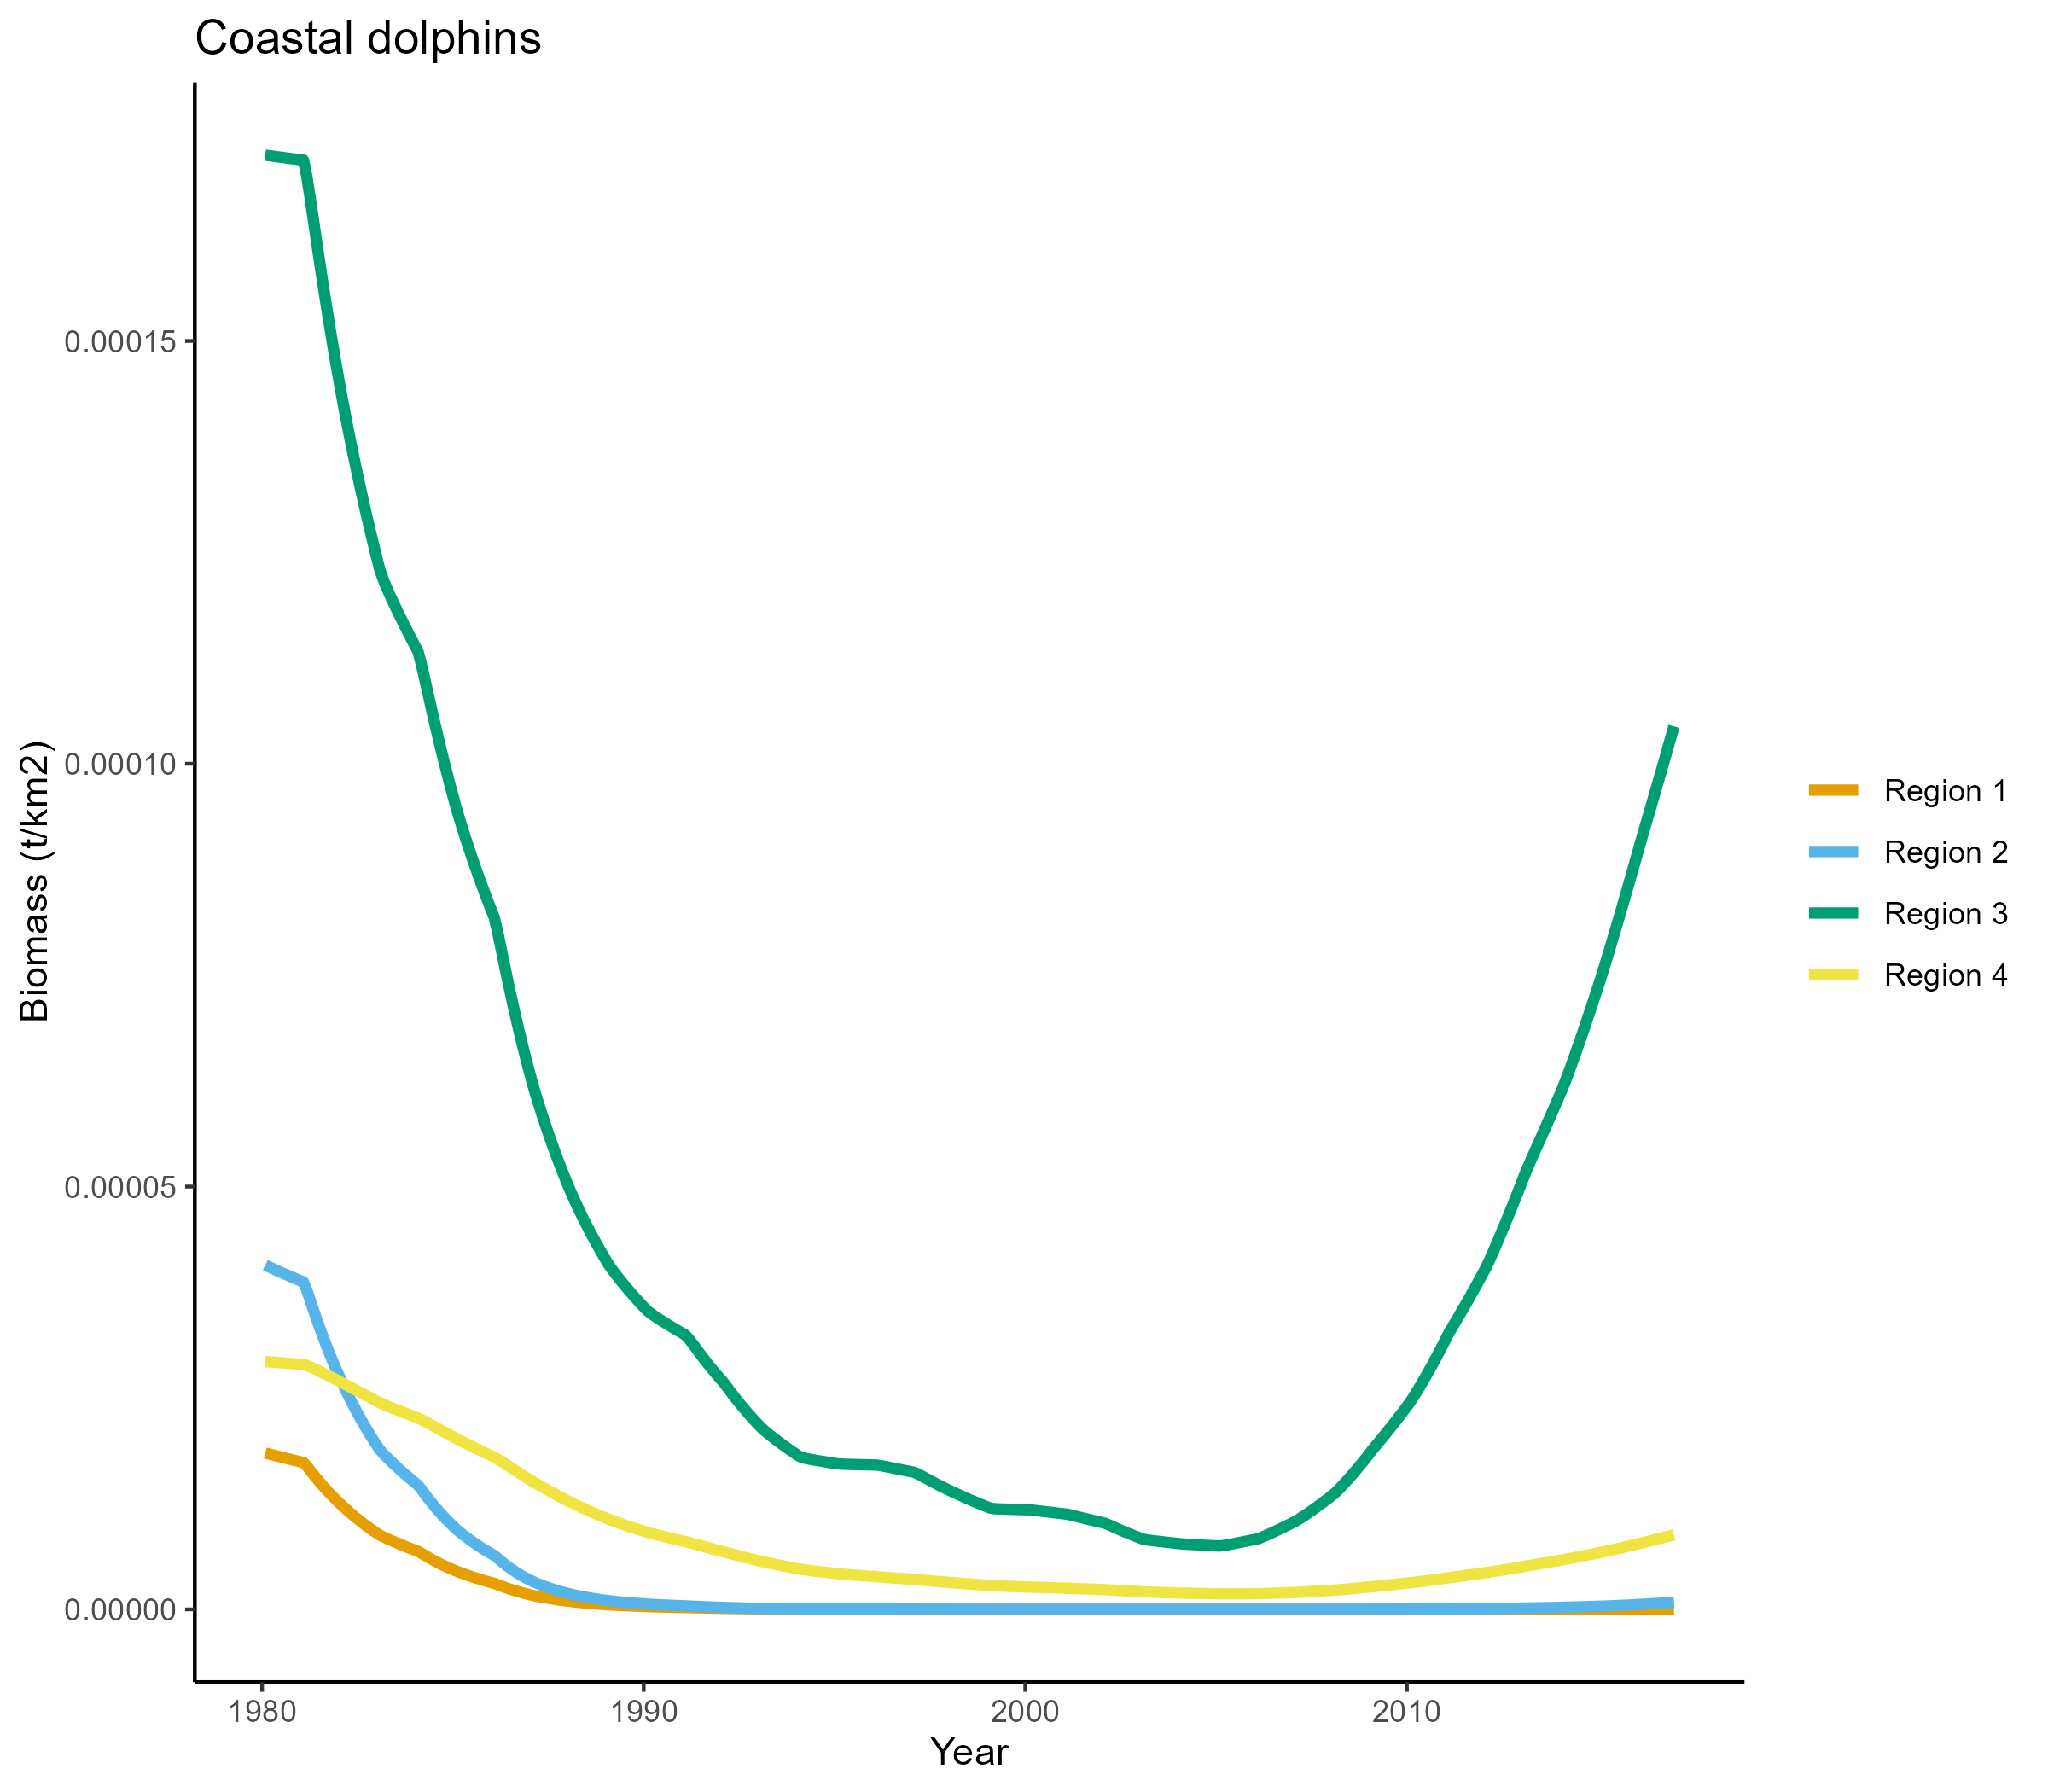 Coastal dolphins
Biomass (t/km2)
0.00015
0.00010
0.00005
0.00000
1980 1990 2000 2010
Year
Region 1
Region 2
Region 3
Region 4